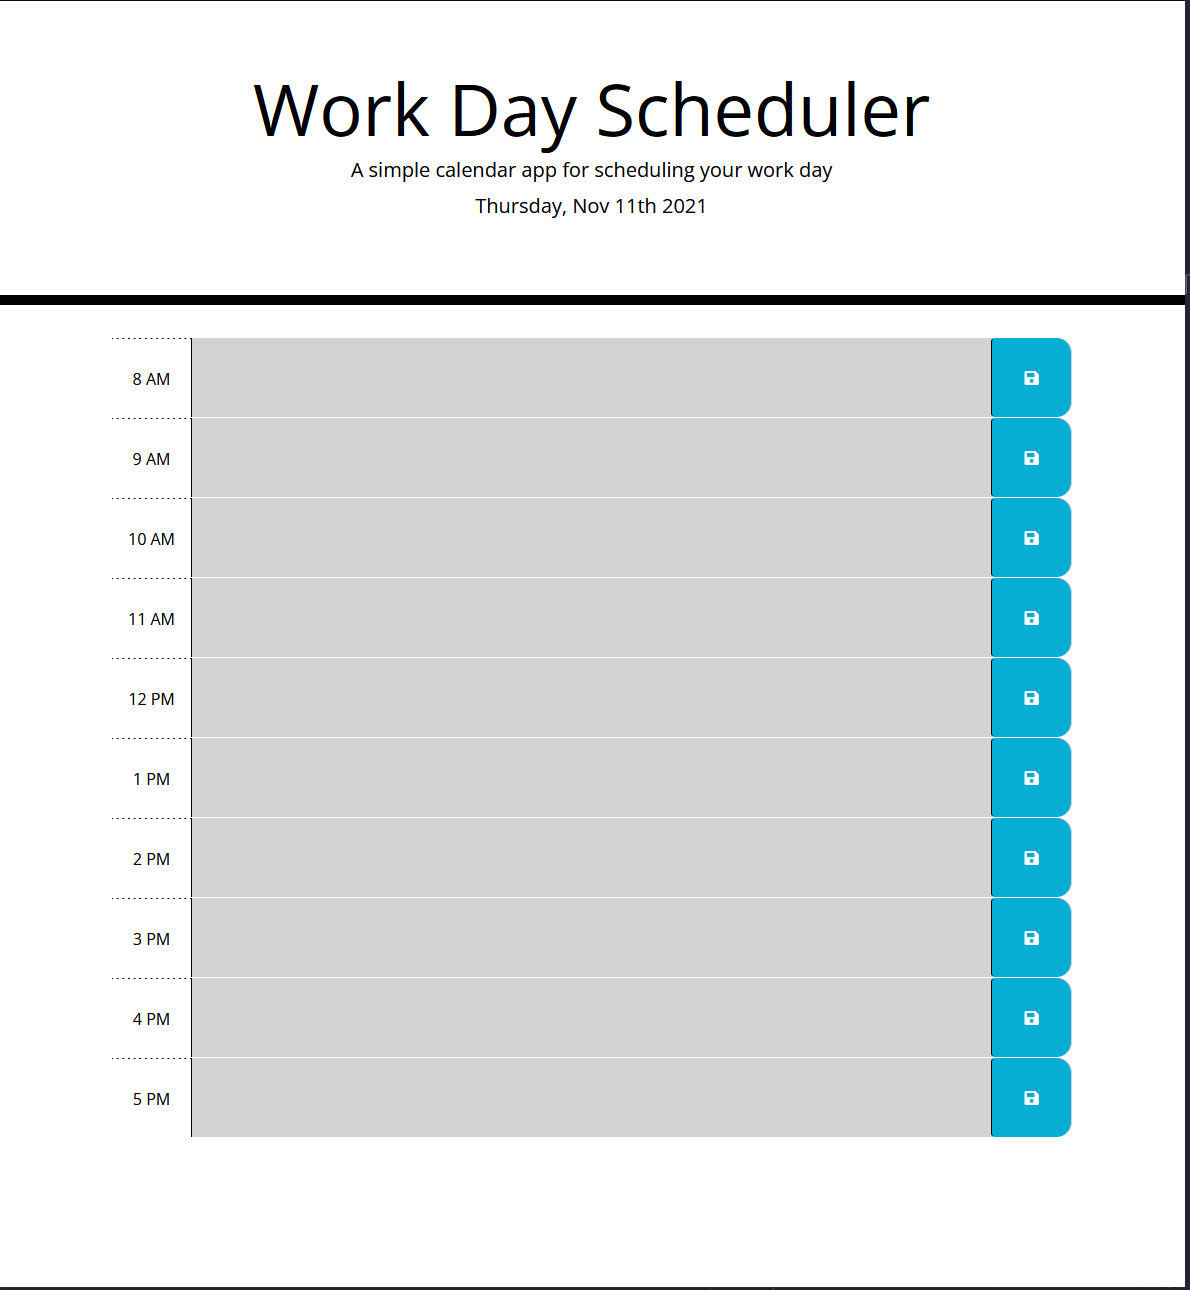 Work Day Scheduler
A simple calendar app for scheduling your work day
Thursday, Nov 11th 2021
8 AM
9 AM
10 AM
11 AM
12 PM
1 PM
2 PM
3 PM
4 PM
5 PM